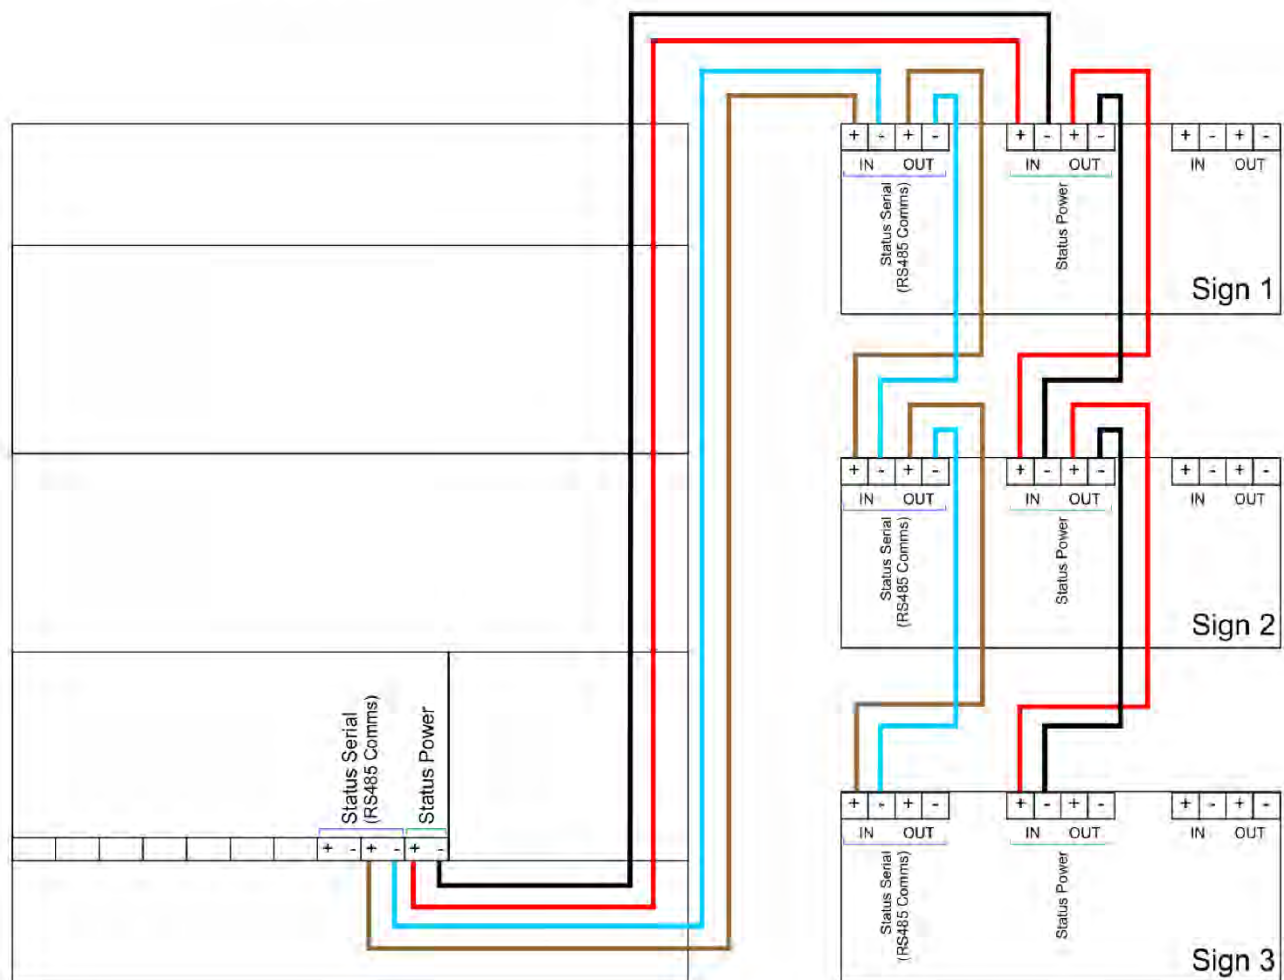 + - + -
+ - + -
+ - + -
IN OUT
IN OUT
IN OUT
Status Serial
(RS485 Comms)
Status Power
Sign 1
+ - + -
+ - + -
+ - + -
IN OUT
IN OUT
IN OUT
Status Serial
(RS485 Comms)
Status Power
Sign 2
Status Serial
(RS485 Comms)
Status Power
+ - + - + -
+ - + -
+ - + -
+ - + -
IN OUT
IN OUT
IN OUT
Status Serial
(RS485 Comms)
Status Power
Sign 3